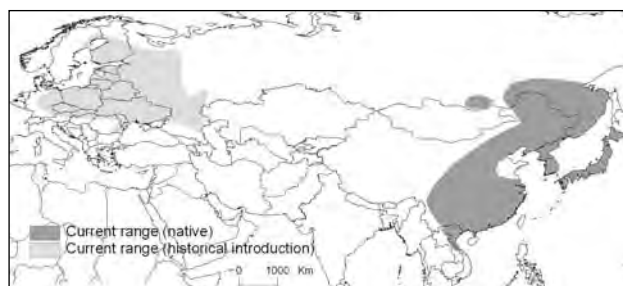 Current range (native)
Current range (historical introduction)
0 1000 Km